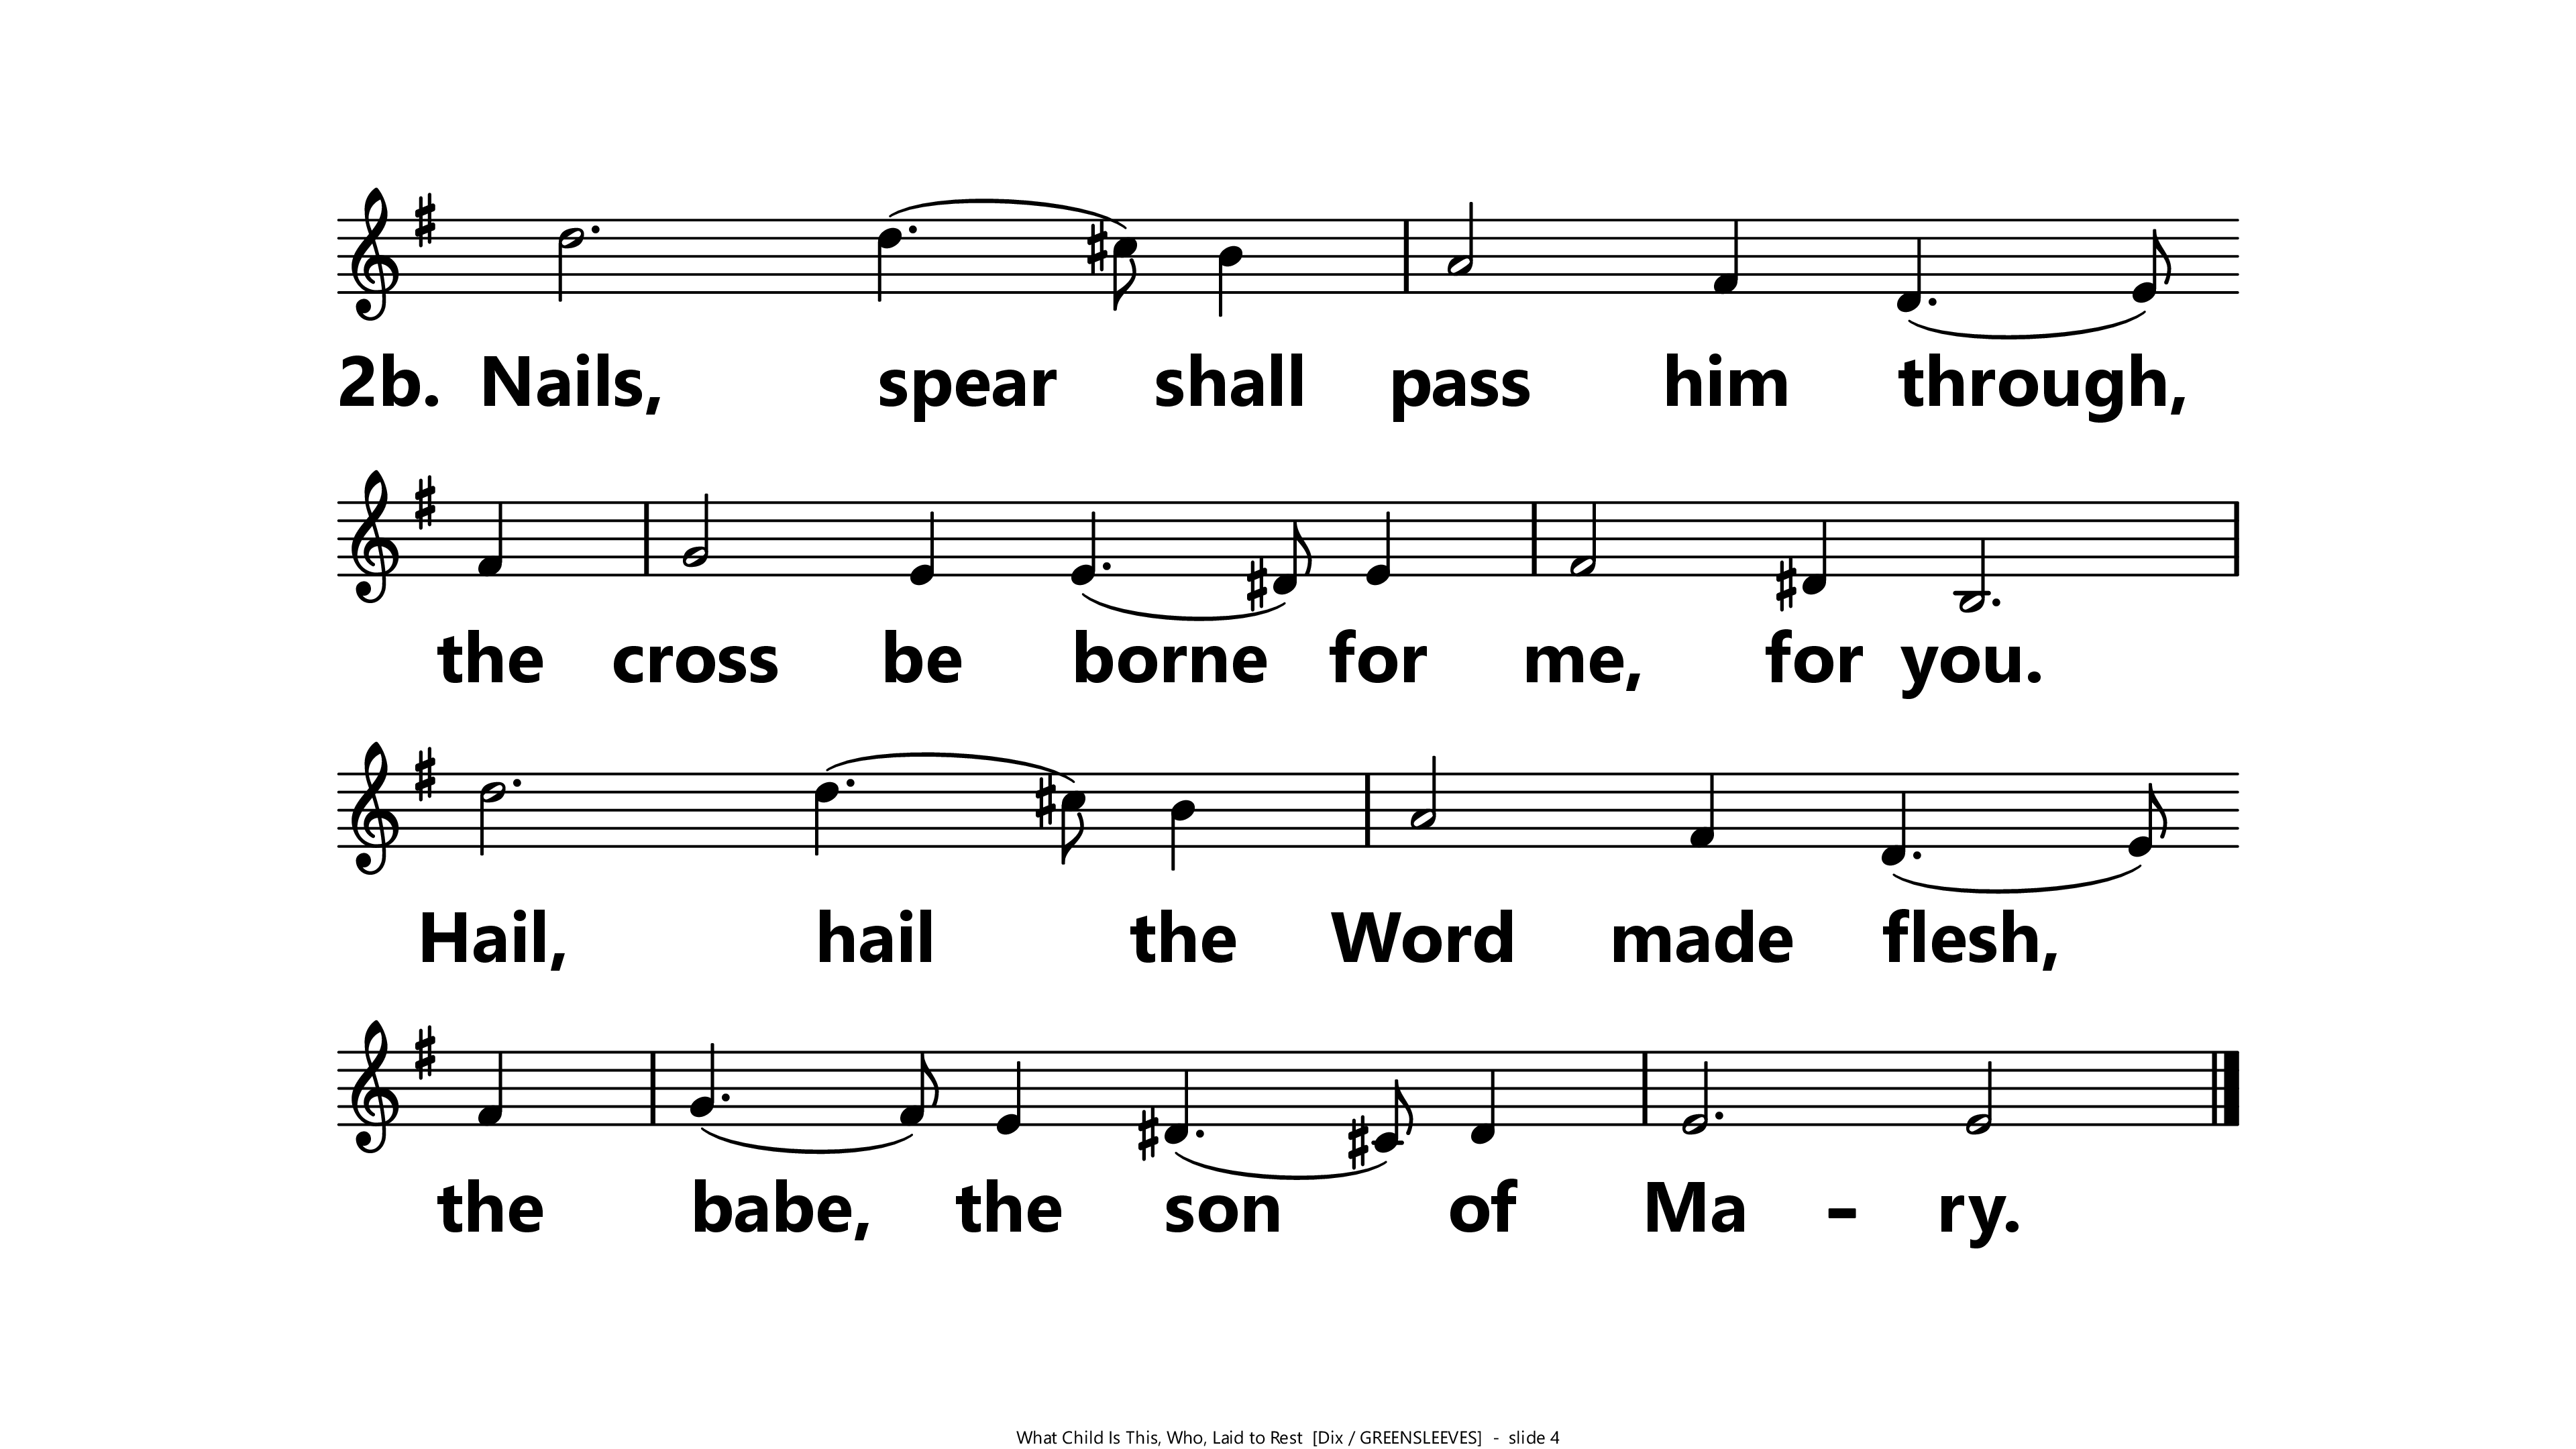 2b. Nails, spear shall pass him through,
the cross be borne for me, for you.
Hail, hail the Word made flesh,
the babe, the son of Ma - ry.
What Child Is This, Who, Laid to Rest [Dix / GREENSLEEVES] - slide 4